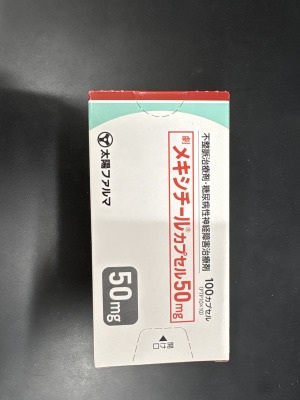 不整脈治療剤・糖尿病性神経障害治療剤
100カプセル
(PTP10×10)
劇 メキシチール®カプセル50mg
太陽ファルマ
50mg
開け口